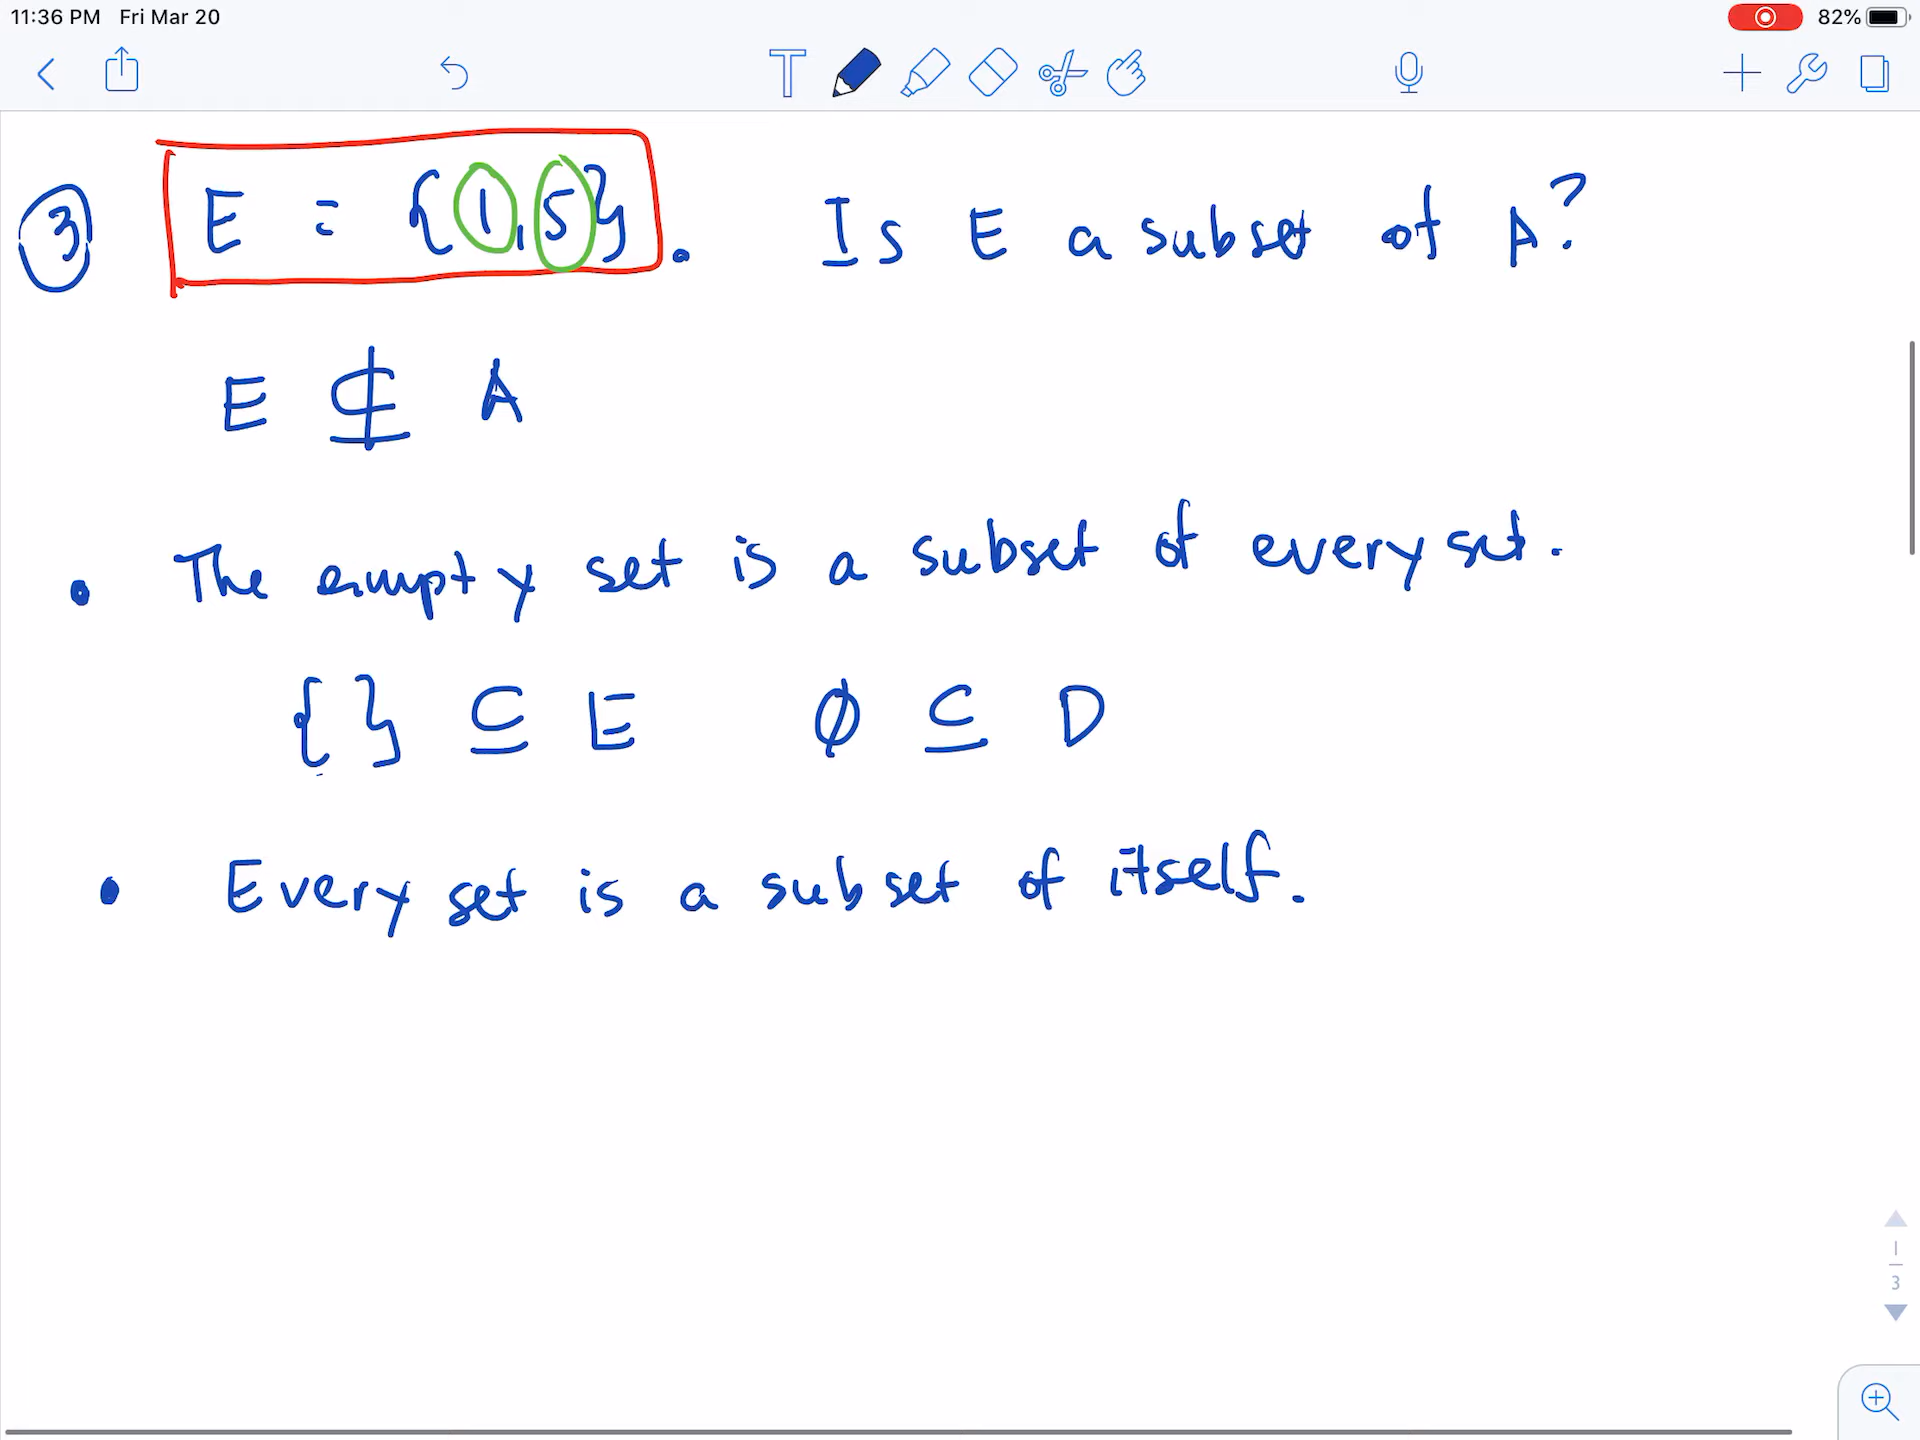 11:36 PM Fri Mar 20 82%
T
③ E = {1,5}. Is E a subset of A?
E ⊈ A
• The empty set is a subset of every set.
{ } ⊆ E ∅ ⊆ D
• Every set is a subset of itself.
1
3